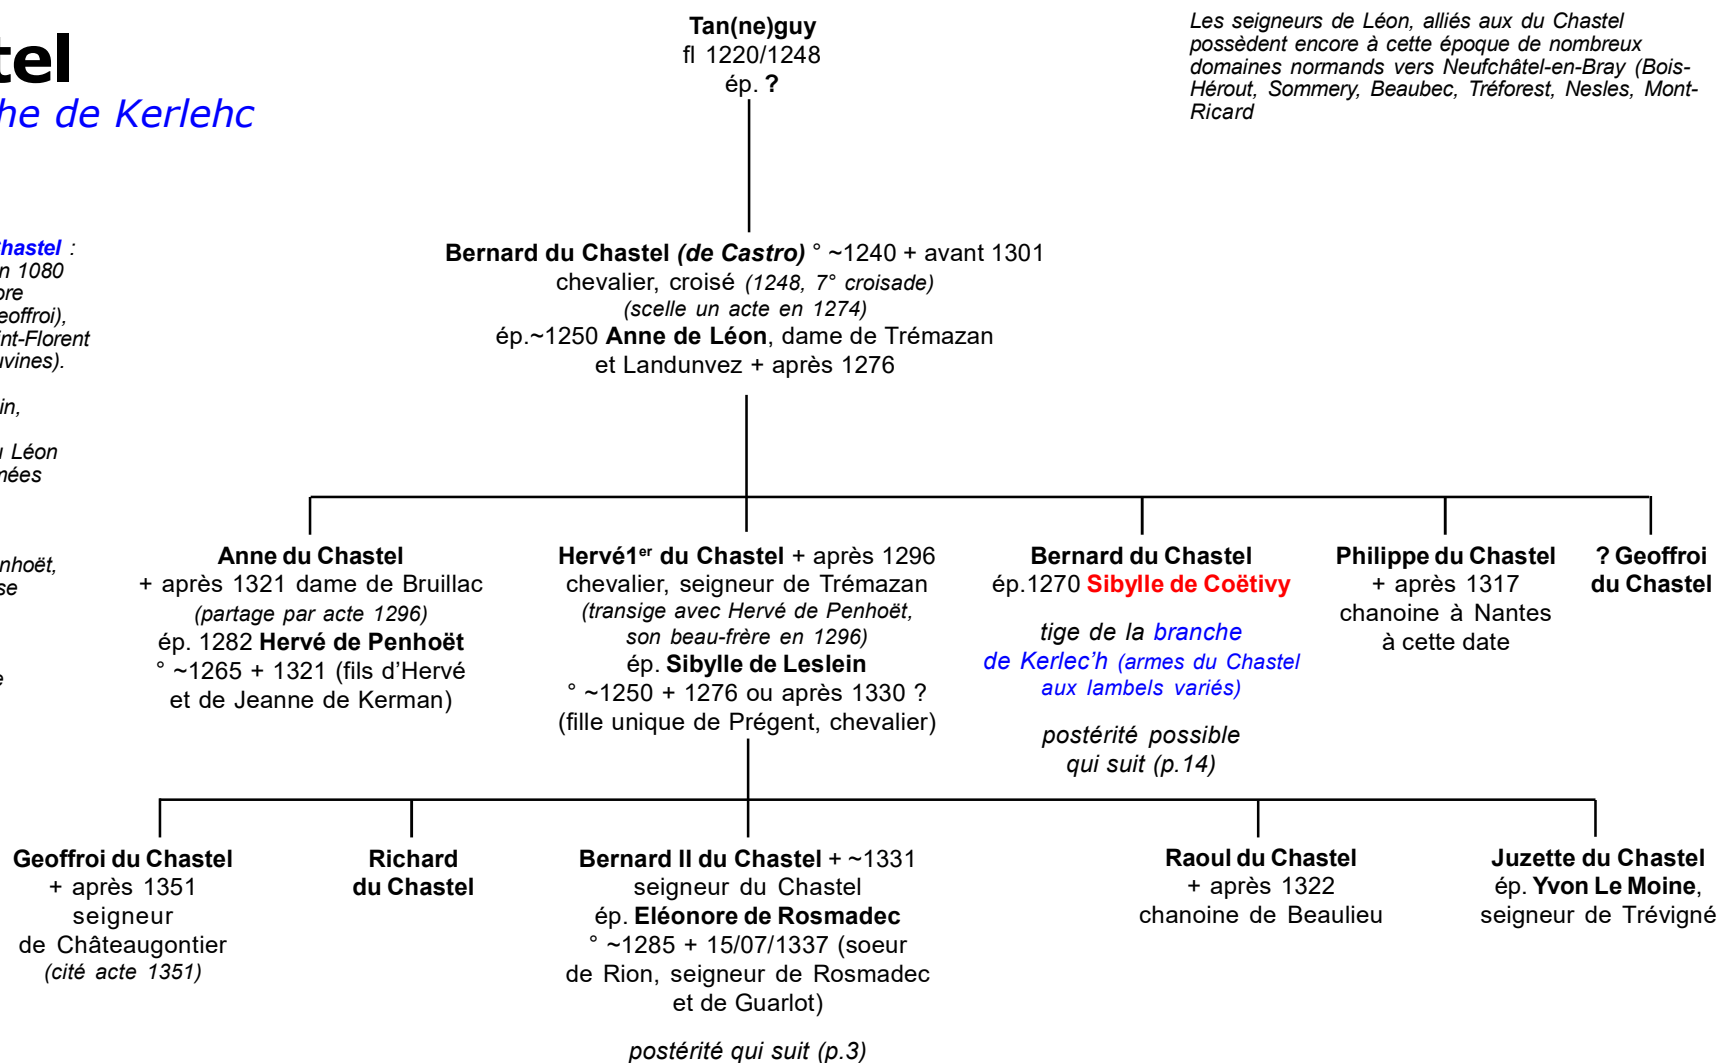 Tan(ne)guy
fl 1220/1248
ép. ?
Les seigneurs de Léon, alliés aux du Chastel
possèdent encore à cette époque de nombreux
domaines normands vers Neufchâtel-en-Bray (Bois-
Hérout, Sommery, Beaubec, Tréforest, Nesles, Mont-
Ricard
tel
he de Kerlehc
Chastel :
n 1080
ore
eoffroi),
int-Florent
uvines).
in,
u Léon
mées
nhoët,
se
e
Bernard du Chastel (de Castro) ° ~1240 + avant 1301
chevalier, croisé (1248, 7° croisade)
(scelle un acte en 1274)
ép.~1250 Anne de Léon, dame de Trémazan
et Landunvez + après 1276
Anne du Chastel
+ après 1321 dame de Bruillac
(partage par acte 1296)
ép. 1282 Hervé de Penhoët
° ~1265 + 1321 (fils d'Hervé
et de Jeanne de Kerman)
Hervé1er du Chastel + après 1296
chevalier, seigneur de Trémazan
(transige avec Hervé de Penhoët,
son beau-frère en 1296)
ép. Sibylle de Leslein
° ~1250 + 1276 ou après 1330 ?
(fille unique de Prégent, chevalier)
Bernard du Chastel
ép.1270 Sibylle de Coëtivy
tige de la branche
de Kerlec'h (armes du Chastel
aux lambels variés)
postérité possible
qui suit (p.14)
Philippe du Chastel
+ après 1317
chanoine à Nantes
à cette date
? Geoffroi
du Chastel
Geoffroi du Chastel
+ après 1351
seigneur
de Châteaugontier
(cité acte 1351)
Richard
du Chastel
Bernard II du Chastel + ~1331
seigneur du Chastel
ép. Eléonore de Rosmadec
° ~1285 + 15/07/1337 (soeur
de Rion, seigneur de Rosmadec
et de Guarlot)
postérité qui suit (p.3)
Raoul du Chastel
+ après 1322
chanoine de Beaulieu
Juzette du Chastel
ép. Yvon Le Moine,
seigneur de Trévigné